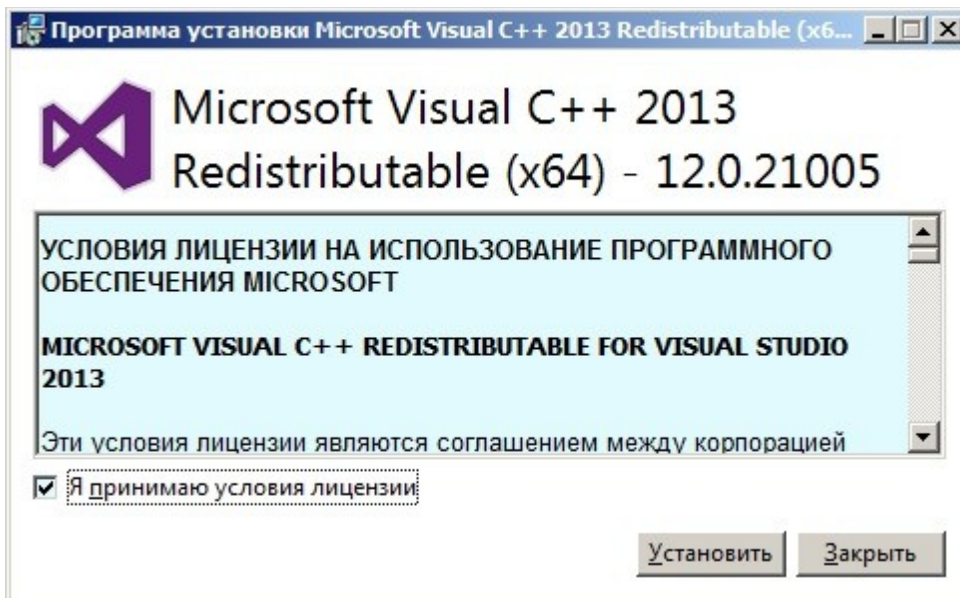 Программа установки Microsoft Visual C++ 2013 Redistributable (x6...
Microsoft Visual C++ 2013
Redistributable (x64) - 12.0.21005
УСЛОВИЯ ЛИЦЕНЗИИ НА ИСПОЛЬЗОВАНИЕ ПРОГРАММНОГО
ОБЕСПЕЧЕНИЯ MICROSOFT
MICROSOFT VISUAL C++ REDISTRIBUTABLE FOR VISUAL STUDIO
2013
Эти условия лицензии являются соглашением между корпорацией
Я принимаю условия лицензии
Установить Закрыть